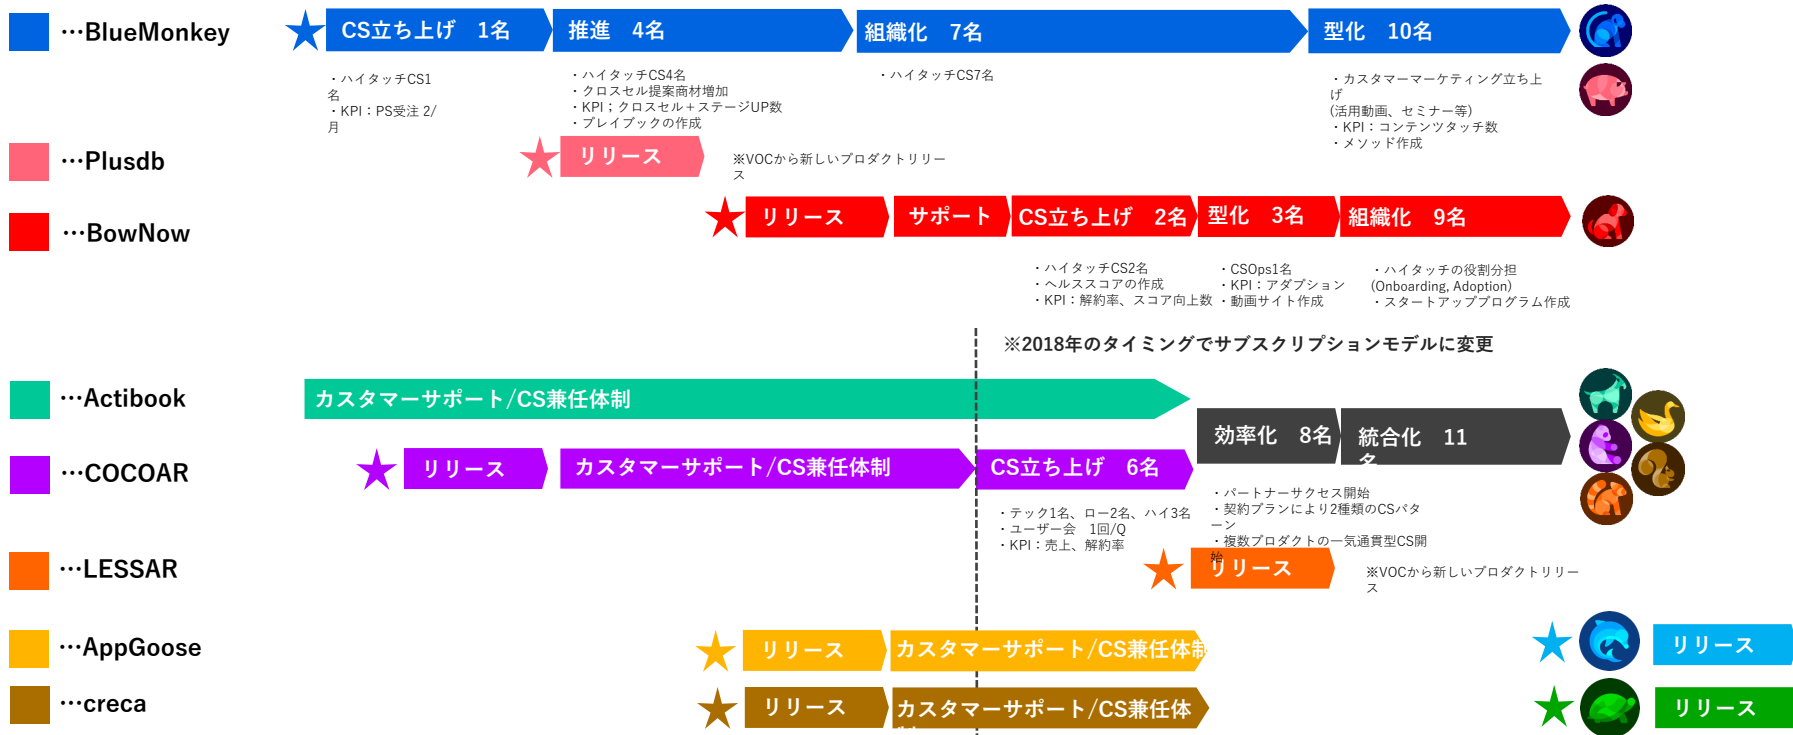 …BlueMonkey
CS立ち上げ　1名
推進　4名
組織化　7名
型化　10名
・ハイタッチCS1
名
・KPI：PS受注 2/
月
・ハイタッチCS4名
・クロスセル提案商材増加
・KPI；クロスセル＋ステージUP数
・プレイブックの作成
・ハイタッチCS7名
・カスタマーマーケティング立ち上
げ
(活用動画、セミナー等)
・KPI：コンテンツタッチ数
・メソッド作成
…Plusdb
リリース
※VOCから新しいプロダクトリリー
ス
…BowNow
リリース
サポート
CS立ち上げ　2名
型化　3名
組織化　9名
・ハイタッチCS2名
・ヘルススコアの作成
・KPI：解約率、スコア向上数
・CSOps1名
・KPI：アダプション
・動画サイト作成
・ハイタッチの役割分担
(Onboarding, Adoption)
・スタートアッププログラム作成
※2018年のタイミングでサブスクリプションモデルに変更
…Actibook
カスタマーサポート/CS兼任体制
効率化　8名
統合化　11
名
…COCOAR
リリース
カスタマーサポート/CS兼任体制
CS立ち上げ　6名
・テック1名、ロー2名、ハイ3名
・ユーザー会　1回/Q
・KPI：売上、解約率
・パートナーサクセス開始
・契約プランにより2種類のCSパタ
ーン
・複数プロダクトの一気通貫型CS開
始
…LESSAR
リリース
※VOCから新しいプロダクトリリー
ス
…AppGoose
リリース
カスタマーサポート/CS兼任体制
リリース
…creca
リリース
カスタマーサポート/CS兼任体
制
リリース